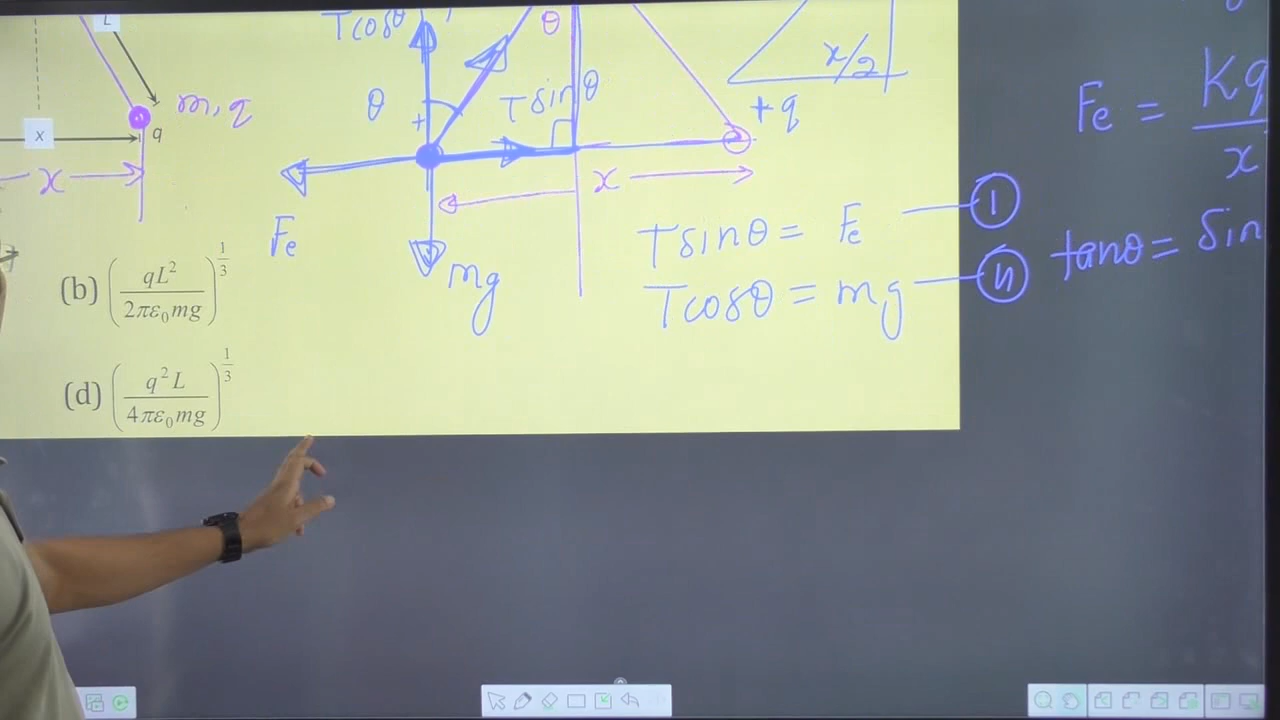 L
m, q
q
x
x
(b) (qL²/2πε₀mg)^(1/3)
(d) (q²L/4πε₀mg)^(1/3)
Tcosθ
θ
θ
Tsinθ
+
Fe
mg
x
x/2
+q
Tsinθ = Fe — ①
Tcosθ = mg — ⑪
Fe = Kq/x
tanθ = Sin